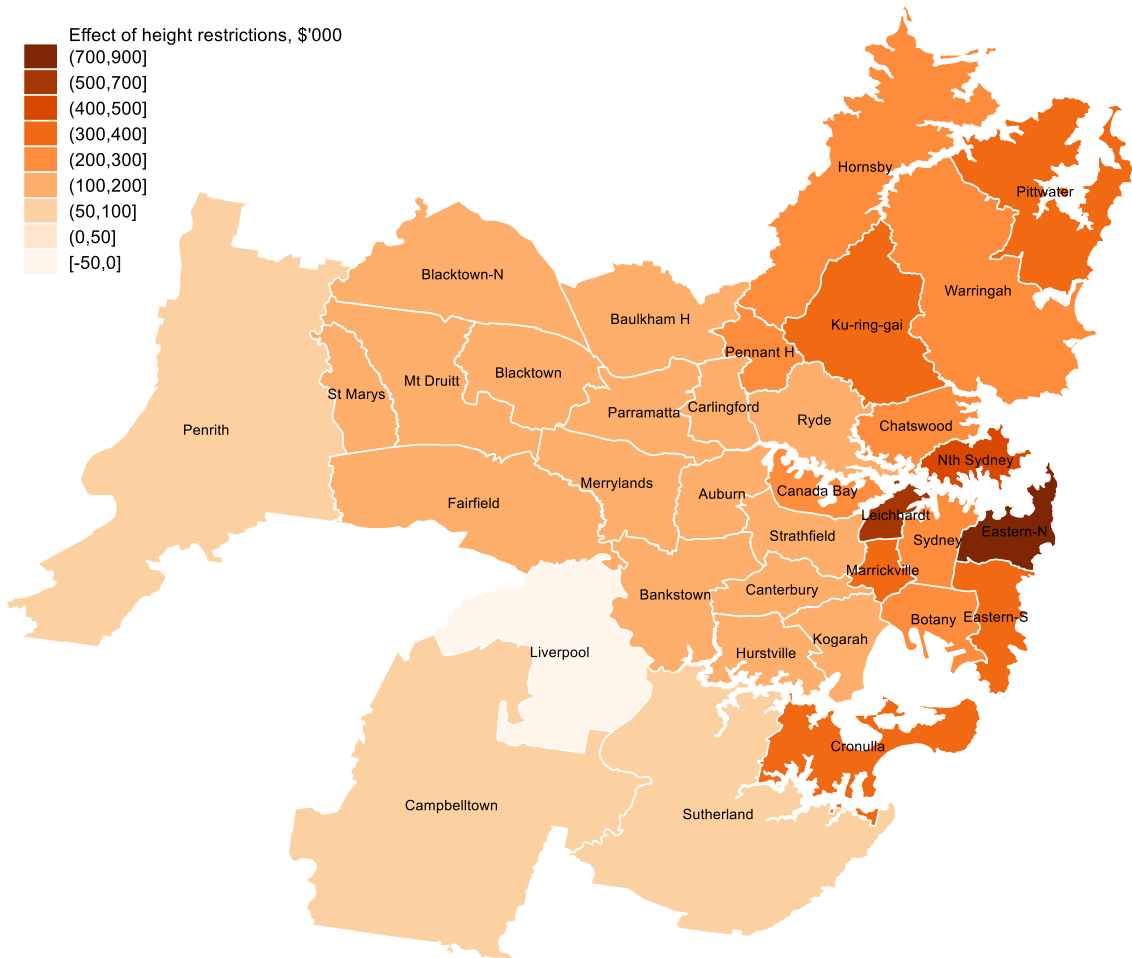 Effect of height restrictions, $'000
(700,900]
(500,700]
(400,500]
(300,400]
(200,300]
(100,200]
(50,100]
(0,50]
[-50,0]
Hornsby
Pittwater
Blacktown-N
Warringah
Baulkham H
Ku-ring-gai
Pennant H
Blacktown
Mt Druitt
St Marys
Carlingford
Parramatta
Ryde
Chatswood
Penrith
Nth Sydney
Merrylands
Canada Bay
Auburn
Fairfield
Leichhardt
Eastern-N
Strathfield
Sydney
Marrickville
Canterbury
Bankstown
Eastern-S
Botany
Kogarah
Liverpool
Hurstville
Cronulla
Campbelltown
Sutherland